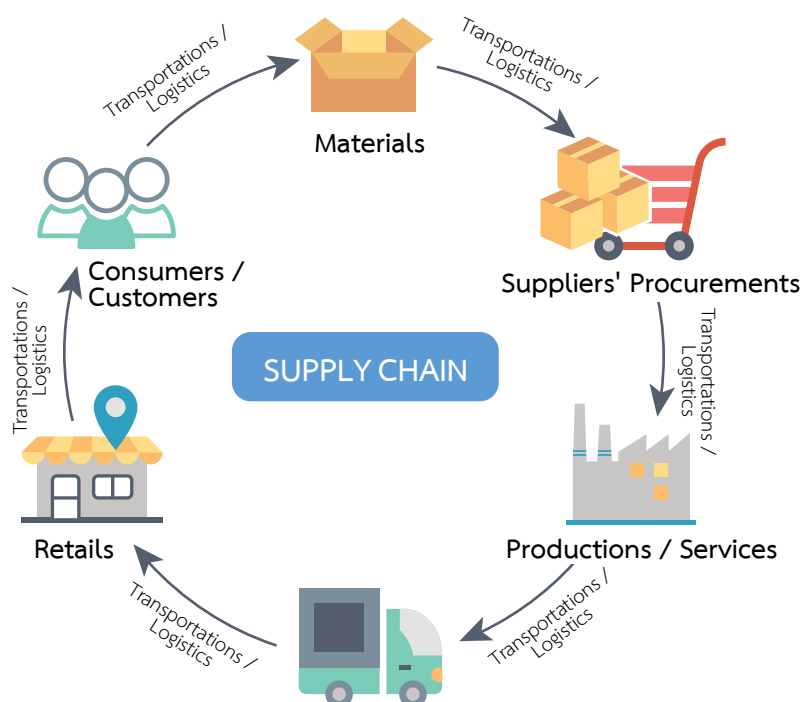 Transportations /
Logistics
Transportations /
Logistics
Materials
Suppliers' Procurements
Consumers /
Customers
Transportations /
Logistics
Transportations /
Logistics
SUPPLY CHAIN
Retails
Productions / Services
Transportations /
Logistics
Transportations /
Logistics